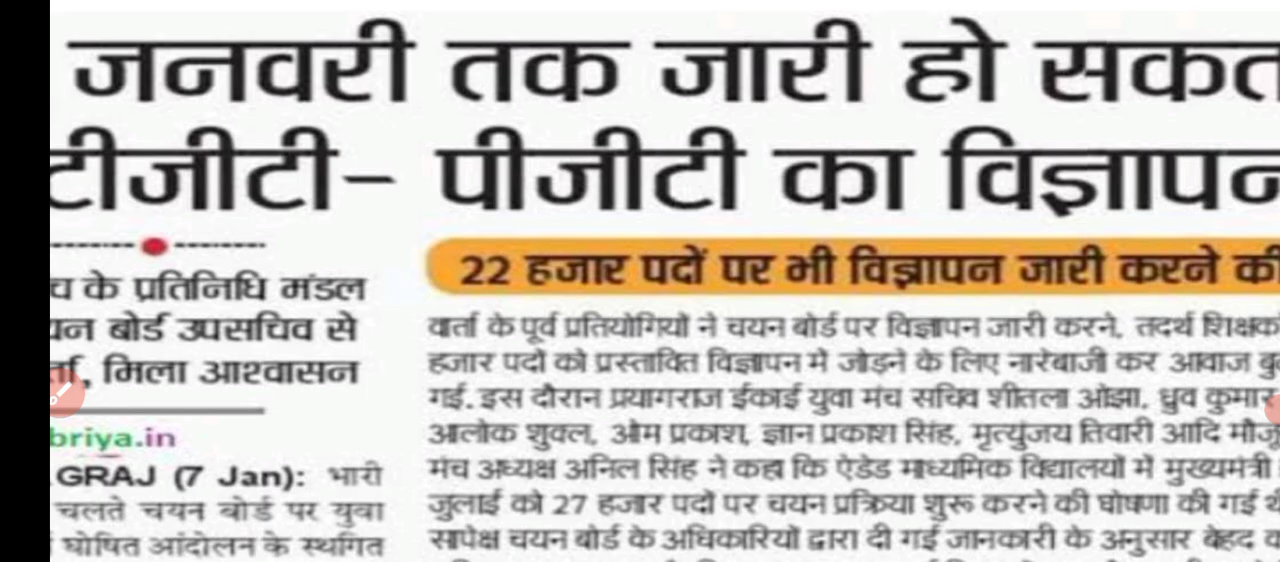 जनवरी तक जारी हो सकत
टीजीटी- पीजीटी का विज्ञापन
च के प्रतिनिधि मंडल
यन बोर्ड उपसचिव से
र्ता, मिला आश्वासन
briya.in
GRAJ (7 Jan): भारी
चलते चयन बोर्ड पर युवा
घोषित आंदोलन के स्थगित
22 हजार पदों पर भी विज्ञापन जारी करने की
वार्ता के पूर्व प्रतियोगियों ने चयन बोर्ड पर विज्ञापन जारी करने, तदर्थ शिक्षक
हजार पदों को प्रस्तावित विज्ञापन में जोड़ने के लिए नारेबाजी कर आवाज बु
गई. इस दौरान प्रयागराज ईकाई युवा मंच सचिव शीतला ओझा, ध्रुव कुमार
आलोक शुक्ल, ओम प्रकाश, ज्ञान प्रकाश सिंह, मृत्युंजय तिवारी आदि मौजू
मंच अध्यक्ष अनिल सिंह ने कहा कि ऐडेड माध्यमिक विद्यालयों में मुख्यमंत्री
जुलाई को 27 हजार पदों पर चयन प्रक्रिया शुरू करने की घोषणा की गई थ
सापेक्ष चयन बोर्ड के अधिकारियों द्वारा दी गई जानकारी के अनुसार बेहद क